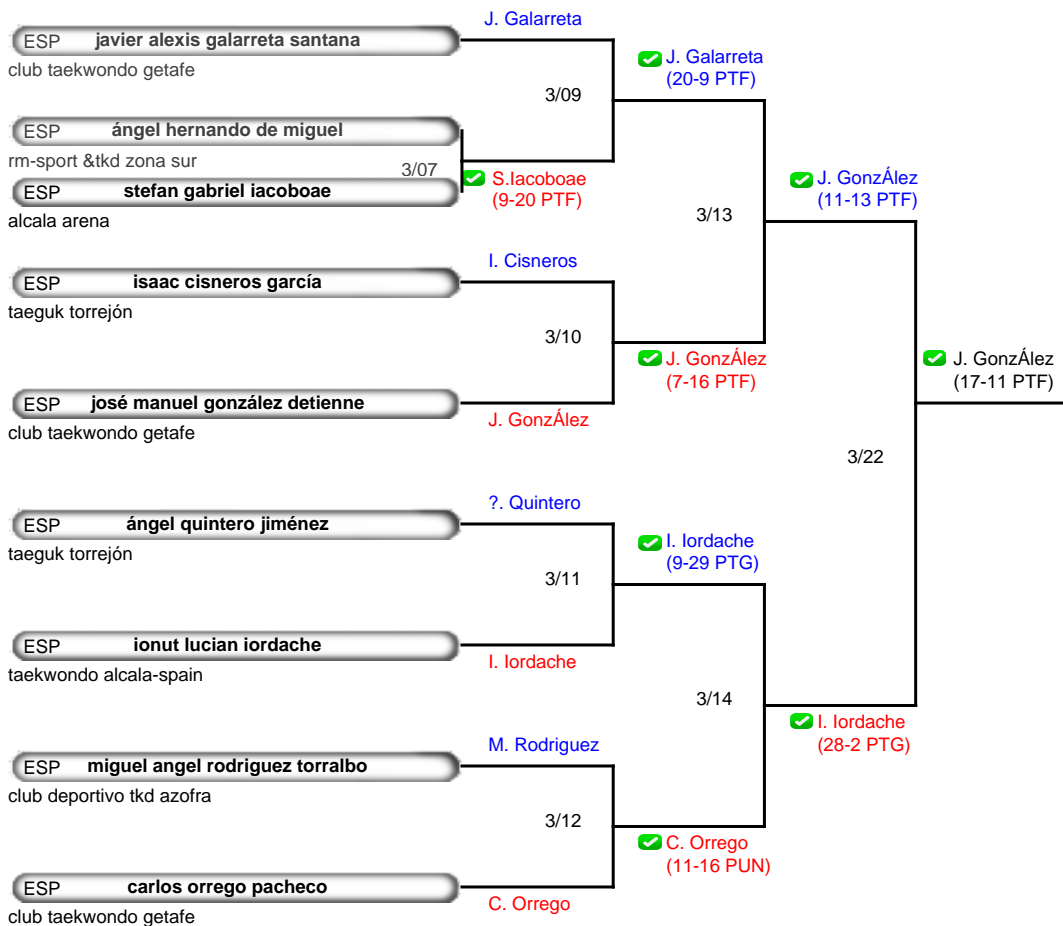 J. Galarreta
ESP javier alexis galarreta santana
club taekwondo getafe
J. Galarreta
(20-9 PTF)
3/09
ESP ángel hernando de miguel
rm-sport &tkd zona sur
3/07
S.Iacoboae
(9-20 PTF)
ESP stefan gabriel iacoboae
alcala arena
J. GonzÁlez
(11-13 PTF)
3/13
I. Cisneros
ESP isaac cisneros garcía
taeguk torrejón
3/10
J. GonzÁlez
(7-16 PTF)
J. GonzÁlez
(17-11 PTF)
ESP josé manuel gonzález detienne
club taekwondo getafe
J. GonzÁlez
3/22
?. Quintero
ESP ángel quintero jiménez
taeguk torrejón
I. Iordache
(9-29 PTG)
3/11
ESP ionut lucian iordache
taekwondo alcala-spain
I. Iordache
3/14
I. Iordache
(28-2 PTG)
M. Rodriguez
ESP miguel angel rodriguez torralbo
club deportivo tkd azofra
3/12
C. Orrego
(11-16 PUN)
ESP carlos orrego pacheco
club taekwondo getafe
C. Orrego